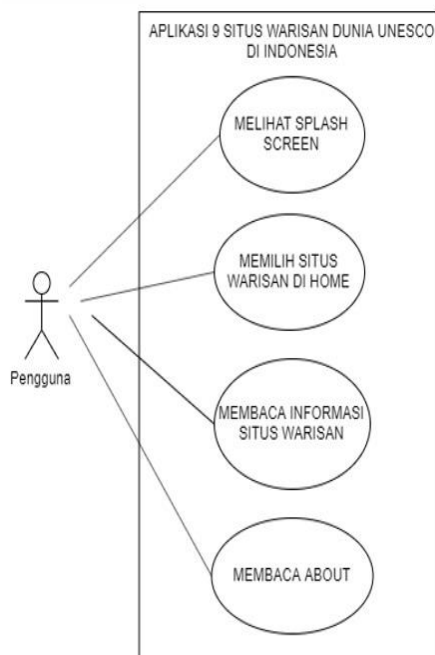 APLIKASI 9 SITUS WARISAN DUNIA UNESCO
DI INDONESIA
MELIHAT SPLASH
SCREEN
MEMILIH SITUS
WARISAN DI HOME
Pengguna
MEMBACA INFORMASI
SITUS WARISAN
MEMBACA ABOUT